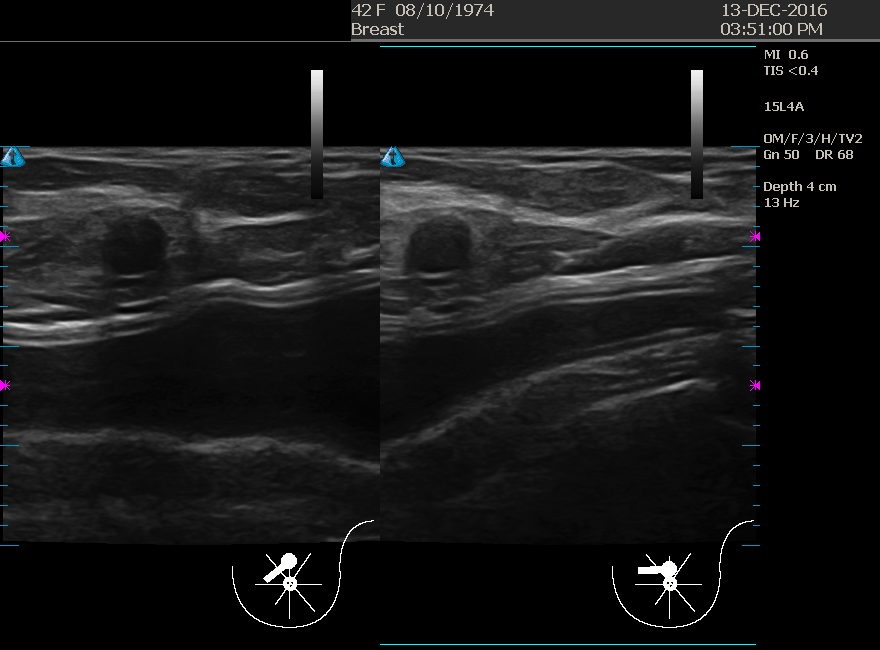 42 F 08/10/1974
Breast
13-DEC-2016
03:51:00 PM
MI 0.6
TIS <0.4
15L4A
OM/F/3/H/TV2
Gn 50 DR 68
Depth 4 cm
13 Hz